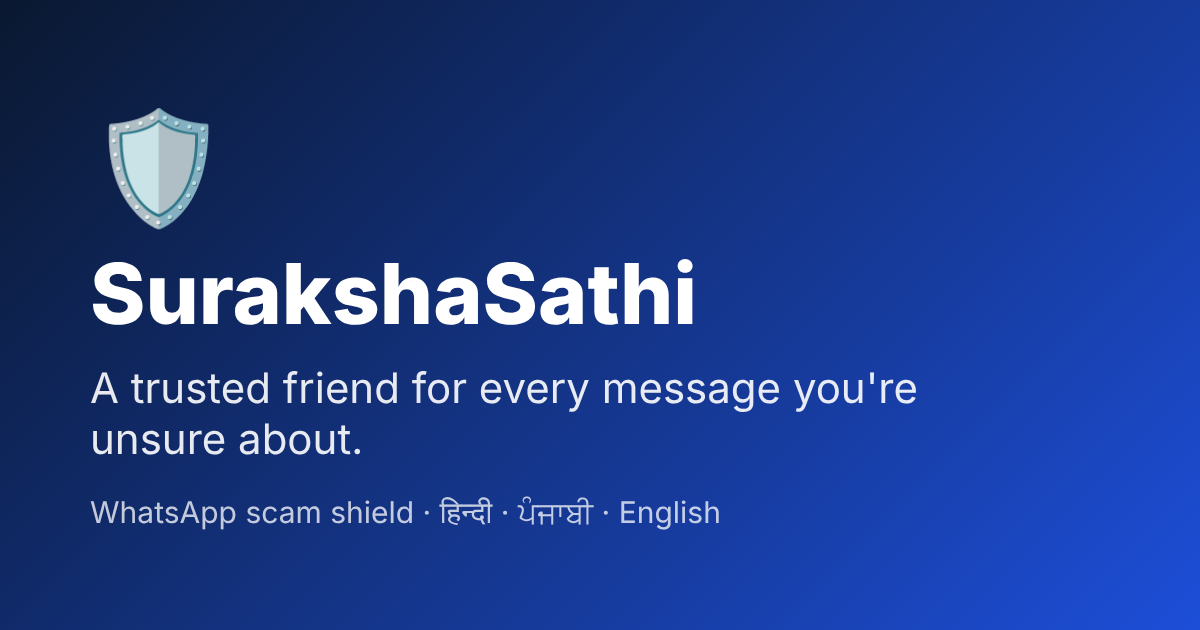 SurakshaSathi
A trusted friend for every message you're
unsure about.
WhatsApp scam shield · हिन्दी · ਪੰਜਾਬੀ · English